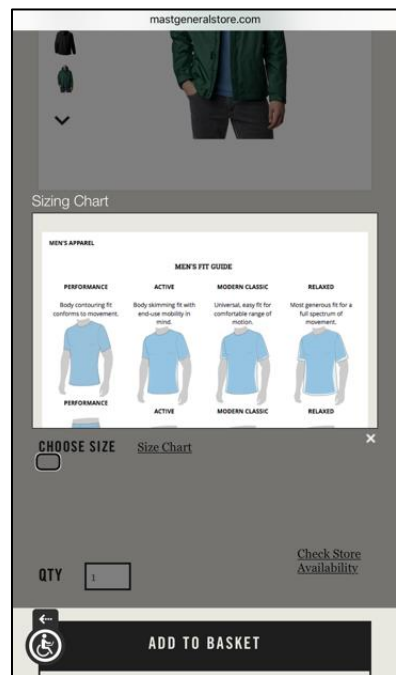 mastgeneralstore.com
Sizing Chart
MEN'S APPAREL
MEN'S FIT GUIDE
PERFORMANCE ACTIVE MODERN CLASSIC RELAXED
Body contouring fit Body skimming fit with Universal, easy fit for Most generous fit for a
conforms to movement. end-use mobility in comfortable range of full spectrum of
mind. motion. movement.
PERFORMANCE ACTIVE MODERN CLASSIC RELAXED
CHOOSE SIZE Size Chart
Check Store
Availability
QTY 1
ADD TO BASKET